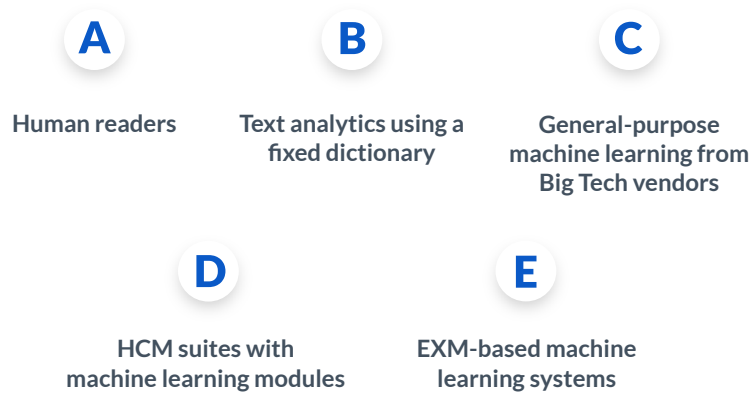 A
B
C
Human readers
Text analytics using a
fixed dictionary
General-purpose
machine learning from
Big Tech vendors
D
E
HCM suites with
machine learning modules
EXM-based machine
learning systems